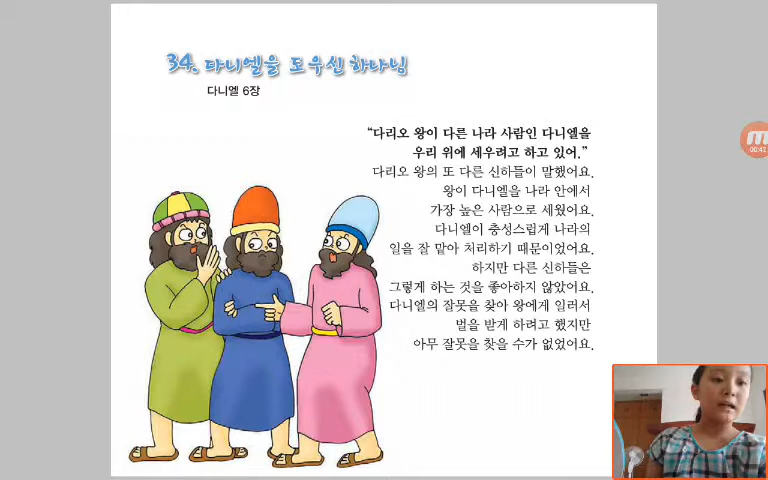 34. 다니엘을 도우신 하나님
다니엘 6장
“다리오 왕이 다른 나라 사람인 다니엘을
우리 위에 세우려고 하고 있어.”
다리오 왕의 또 다른 신하들이 말했어요.
왕이 다니엘을 나라 안에서
가장 높은 사람으로 세웠어요.
다니엘이 충성스럽게 나라의
일을 잘 맡아 처리하기 때문이었어요.
하지만 다른 신하들은
그렇게 하는 것을 좋아하지 않았어요.
다니엘의 잘못을 찾아 왕에게 일러서
벌을 받게 하려고 했지만
아무 잘못을 찾을 수가 없었어요.
M
00:42